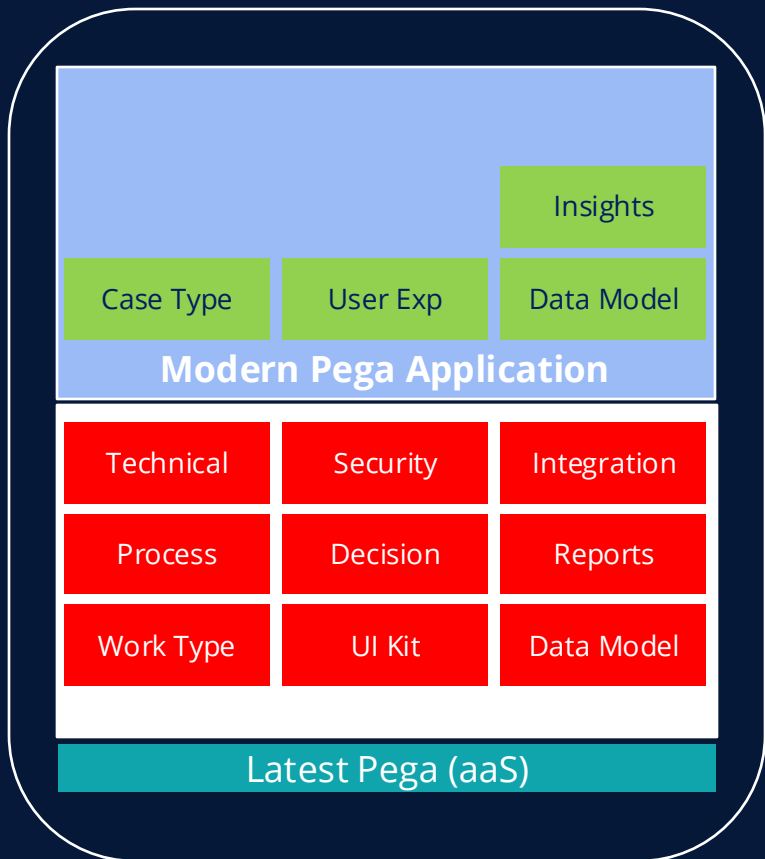 Insights
Case Type
User Exp
Data Model
Modern Pega Application
Technical
Security
Integration
Process
Decision
Reports
Work Type
UI Kit
Data Model
Latest Pega (aaS)